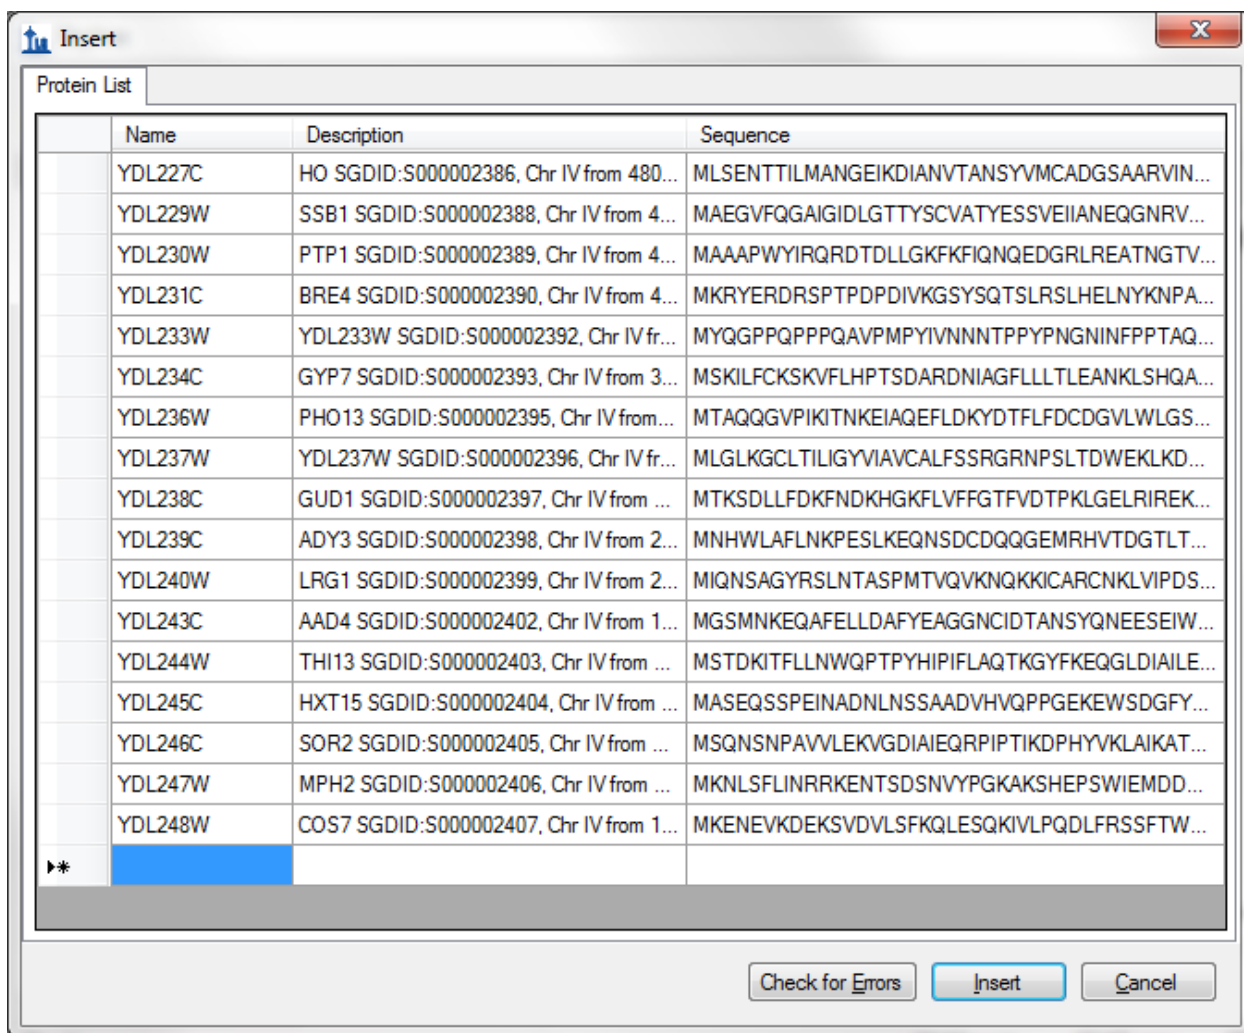 Insert
Protein List
Name Description Sequence
YDL227C HO SGDID:S000002386, Chr IV from 480... MLSENTTILMANGEIKDIANVTANSYVMCADGSAARVIN...
YDL229W SSB1 SGDID:S000002388, Chr IV from 4... MAEGVFQGAIGIDLGTTYSCVATYESSVEIIANEQGNRV...
YDL230W PTP1 SGDID:S000002389, Chr IV from 4... MAAAPWYIRQRDTDLLGKFKFIQNQEDGRLREATNGTV...
YDL231C BRE4 SGDID:S000002390, Chr IV from 4... MKRYERDRSPTPDPDIVKGSYSQTSLRSLHELNYKNPA...
YDL233W YDL233W SGDID:S000002392, Chr IV fr... MYQGPPQPPPQAVPMPYIVNNNTPPYPNGNINFPPTAQ...
YDL234C GYP7 SGDID:S000002393, Chr IV from 3... MSKILFCKSKVFLHPTSDARDNIAGFLLLTLEANKLSHQA...
YDL236W PHO13 SGDID:S000002395, Chr IV from... MTAQQGVPIKITNKEIAQEFLDKYDTFLFDCDGVLWLGS...
YDL237W YDL237W SGDID:S000002396, Chr IV fr... MLGLKGCLTILIGYVIAVCALFSSRGRNPSLTDWEKLKD...
YDL238C GUD1 SGDID:S000002397, Chr IV from ... MTKSDLLFDKFNDKHGKFLVFFGTFVDTPKLGELRIREK...
YDL239C ADY3 SGDID:S000002398, Chr IV from 2... MNHWLAFLNKPESLKEQNSDCDQQGEMRHVTDGTLT...
YDL240W LRG1 SGDID:S000002399, Chr IV from 2... MIQNSAGYRSLNTASPMTVQVKNQKKICARCNKLVIPDS...
YDL243C AAD4 SGDID:S000002402, Chr IV from 1... MGSMNKEQAFELLDAFYEAGGNCIDTANSYQNEESEIW...
YDL244W THI13 SGDID:S000002403, Chr IV from ... MSTDKITFLLNWQPTPYHIPIFLAQTKGYFKEQGLDIAILE...
YDL245C HXT15 SGDID:S000002404, Chr IV from ... MASEQSSPEINADNLNSSAADVHVQPPGEKEWSDGFY...
YDL246C SOR2 SGDID:S000002405, Chr IV from ... MSQNSNPAVVLEKVGDIAIEQRPIPTIKDPHYVKLAIKAT...
YDL247W MPH2 SGDID:S000002406, Chr IV from ... MKNLSFLINRRKENTSDSNVYPGKAKSHEPSWIEMDD...
YDL248W COS7 SGDID:S000002407, Chr IV from 1... MKENEVKDEKSVDVLSFKQLESQKIVLPQDLFRSSFTW...
Check for Errors Insert Cancel